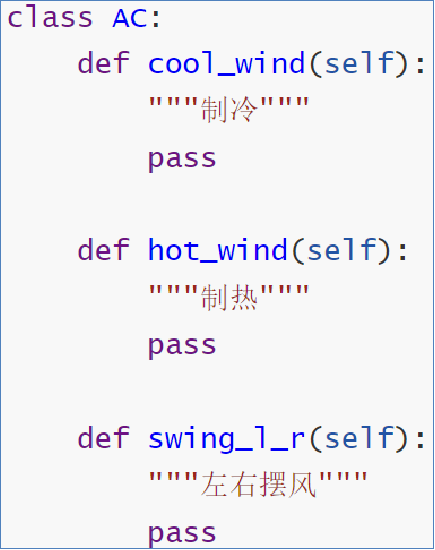 class AC:
    def cool_wind(self):
        """制冷"""
        pass

    def hot_wind(self):
        """制热"""
        pass

    def swing_l_r(self):
        """左右摆风"""
        pass